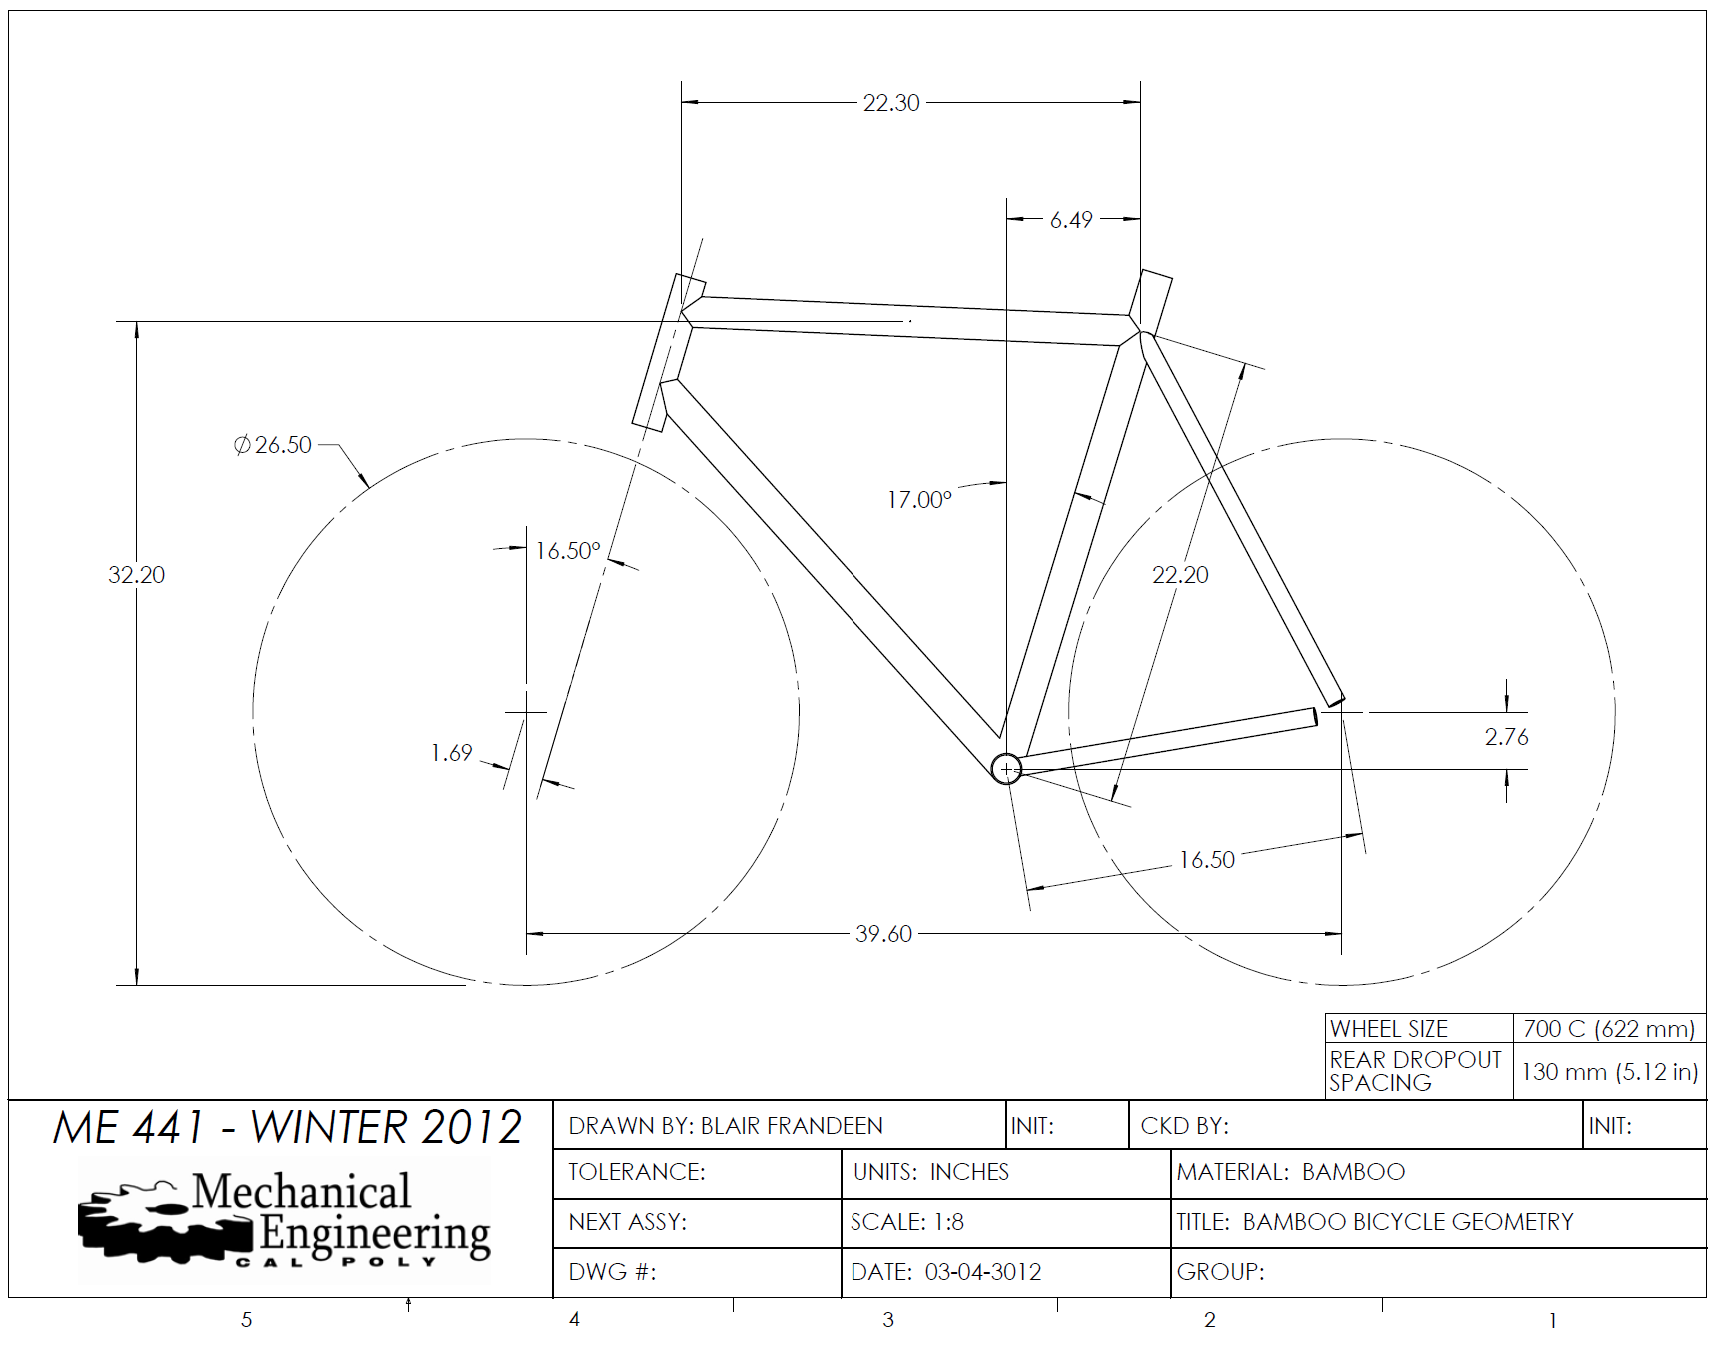 22.30
6.49
Ø26.50
17.00°
16.50°
32.20
22.20
2.76
1.69
16.50
39.60
WHEEL SIZE 700 C (622 mm)
REAR DROPOUT
SPACING
130 mm (5.12 in)
ME 441 - WINTER 2012
Mechanical
Engineering
CAL POLY
DRAWN BY: BLAIR FRANDEEN INIT: CKD BY: INIT:
TOLERANCE: UNITS: INCHES MATERIAL: BAMBOO
NEXT ASSY: SCALE: 1:8 TITLE: BAMBOO BICYCLE GEOMETRY
DWG #: DATE: 03-04-3012 GROUP:
5 4 3 2 1